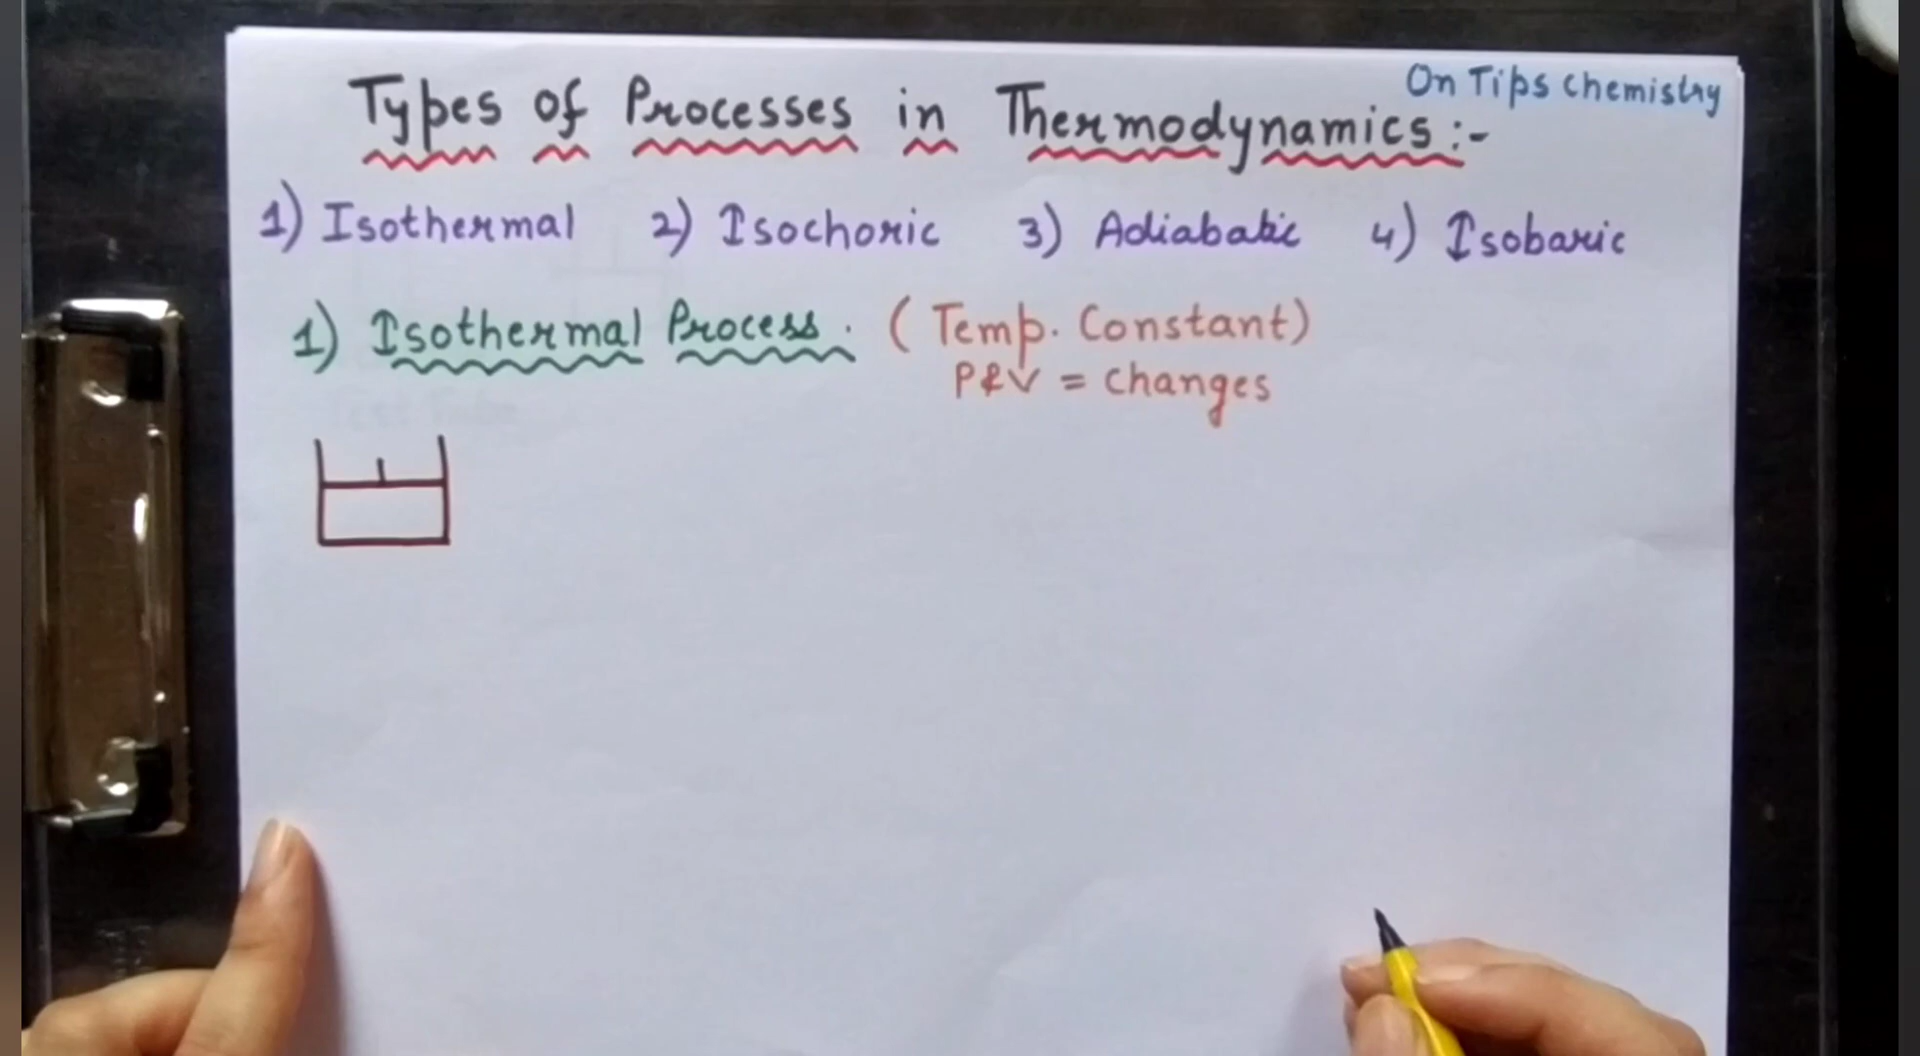 On Tips Chemistry
Types of Processes in Thermodynamics:-
1) Isothermal 2) Isochoric 3) Adiabatic 4) Isobaric
1) Isothermal Process. (Temp. Constant)
P&V = Changes